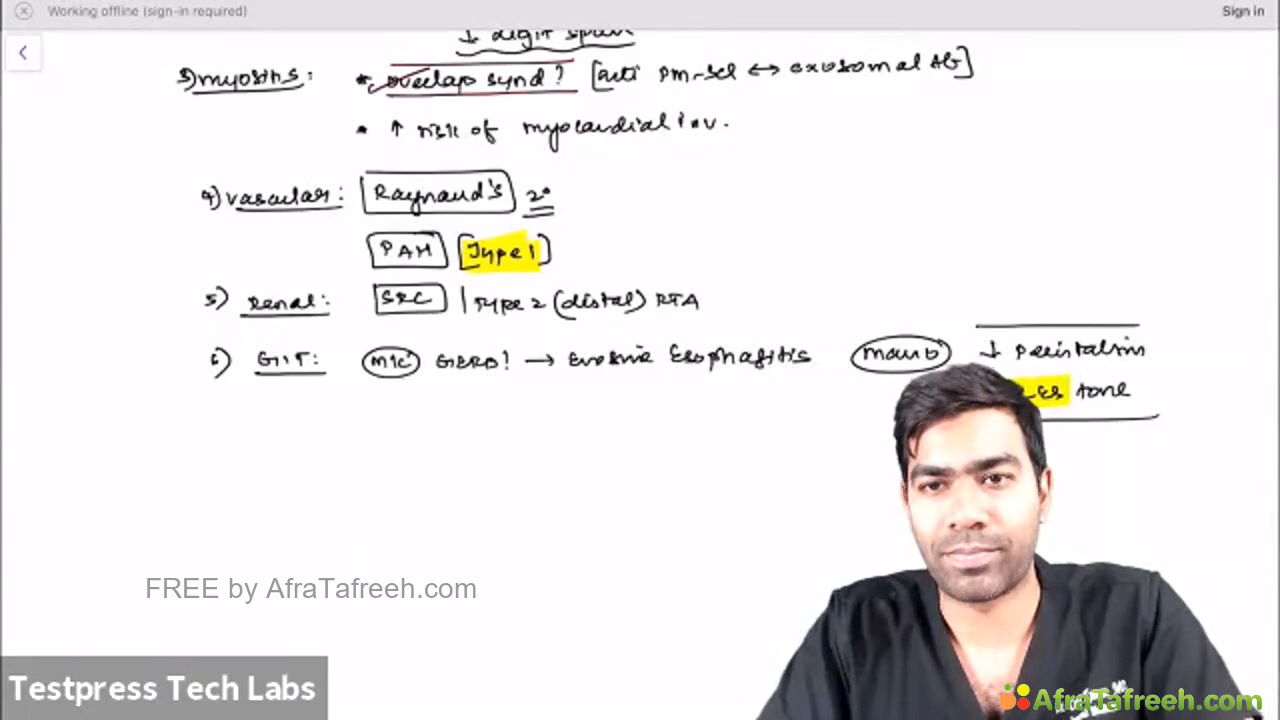 Working offline (sign-in required)
Sign in
↓ digit span
3) myositis: * overlap synd? [anti PM-Scl ↔ exosomal Ab]
* ↑ risk of myocardial inv.
4) vascular: Raynaud's 2°
PAH [Type 1]
5) Renal: SRC | Type 2 (distal) RTA
6) GIT: M/C GERD! → Erosive Esophagitis mano ↓ Peristalsis
LES tone
FREE by AfraTafreeh.com
Testpress Tech Labs
AfraTafreeh.com